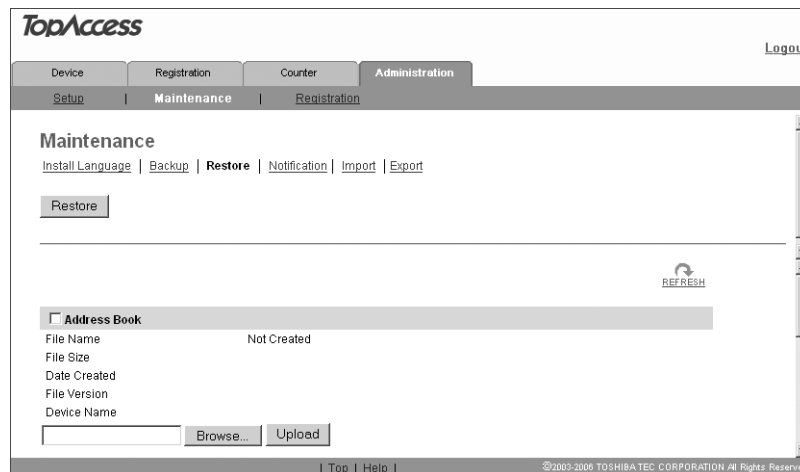 TopAccess
Logou
Device Registration Counter Administration
Setup | Maintenance | Registration
Maintenance
Install Language | Backup | Restore | Notification | Import | Export
Restore
REFRESH
Address Book
File Name Not Created
File Size
Date Created
File Version
Device Name
Browse... Upload
| Top | Help |
©2003-2006 TOSHIBA TEC CORPORATION All Rights Reserve